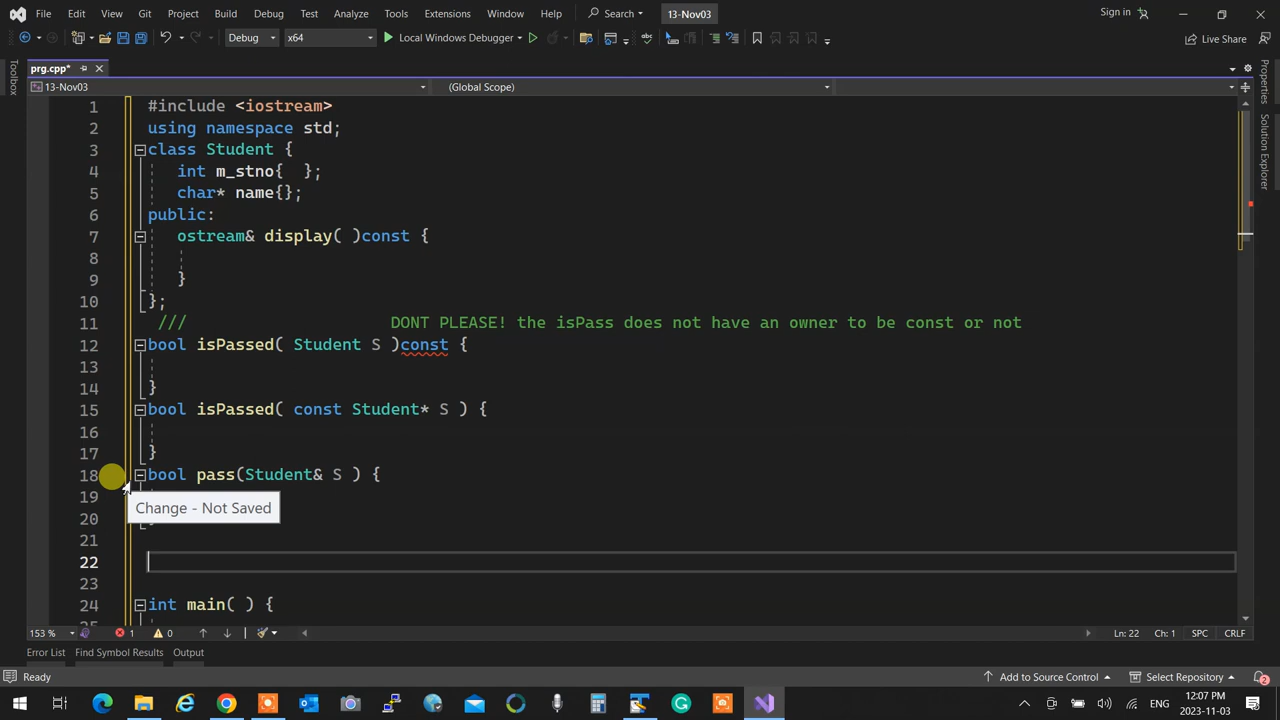 File Edit View Git Project Build Debug Test Analyze Tools Extensions Window Help Search 13-Nov03 Sign in
Debug x64 Local Windows Debugger Live Share
prg.cpp*
13-Nov03 (Global Scope)
Toolbox
Properties
Solution Explorer
1 #include <iostream>
2 using namespace std;
3 class Student {
4 int m_stno{  };
5 char* name{};
6 public:
7 ostream& display( )const {
8
9 }
10 };
11 /// DONT PLEASE! the isPass does not have an owner to be const or not
12 bool isPassed( Student S )const {
13
14 }
15 bool isPassed( const Student* S ) {
16
17 }
18 bool pass(Student& S ) {
19
Change - Not Saved
20
21
22
23
24 int main( ) {
153 % 1 0 Ln: 22 Ch: 1 SPC CRLF
Error List Find Symbol Results Output
Ready Add to Source Control Select Repository 2
ENG 12:07 PM
2023-11-03